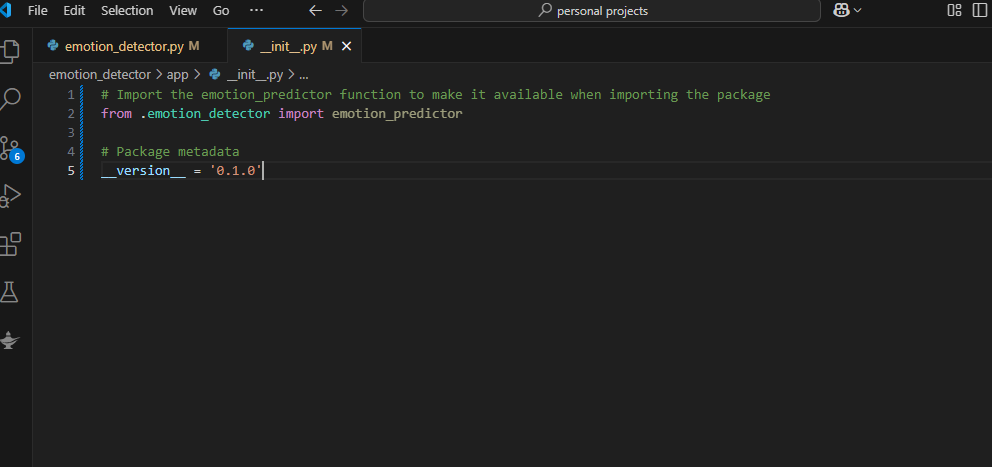 File Edit Selection View Go ··· personal projects
emotion_detector.py M __init__.py M
emotion_detector > app > __init__.py > ...
1 # Import the emotion_predictor function to make it available when importing the package
2 from .emotion_detector import emotion_predictor
3
4 # Package metadata
5 __version__ = '0.1.0'
6